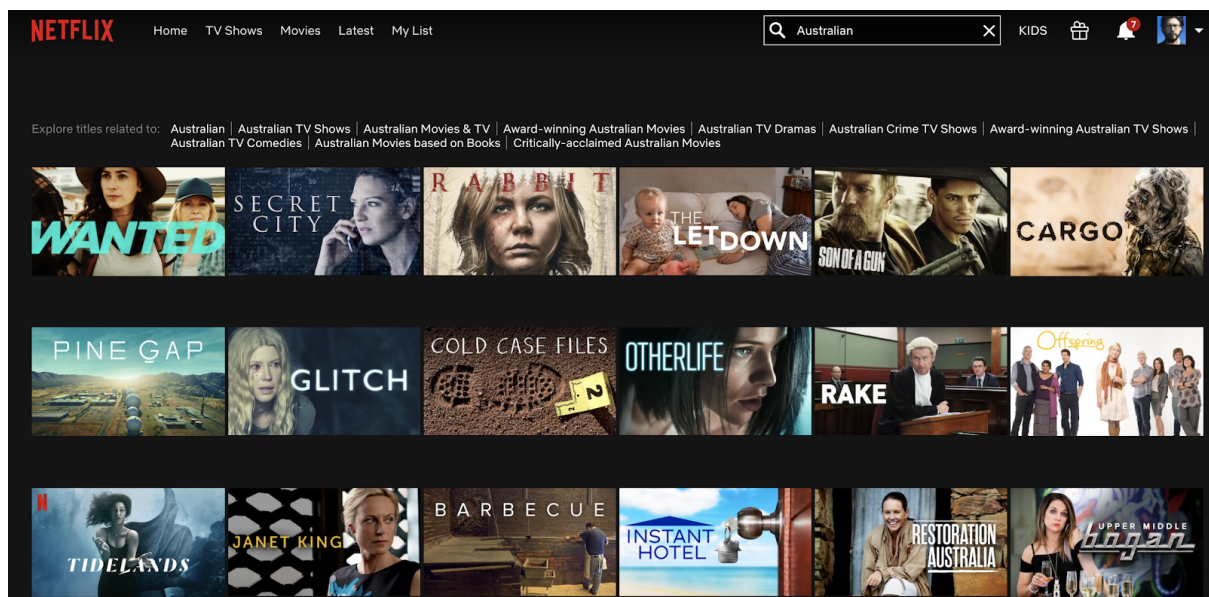 NETFLIX Home TV Shows Movies Latest My List Australian KIDS 7
Explore titles related to: Australian | Australian TV Shows | Australian Movies & TV | Award-winning Australian Movies | Australian TV Dramas | Australian Crime TV Shows | Award-winning Australian TV Shows |
Australian TV Comedies | Australian Movies based on Books | Critically-acclaimed Australian Movies
WANTED
SECRET
CITY
RABBIT
THE
LETDOWN
SON OF A GUN
CARGO
PINE GAP
GLITCH
COLD CASE FILES
2
OTHERLIFE
RAKE
Offspring
N
TIDELANDS
JANET KING
BARBECUE
INSTANT
HOTEL
RESTORATION
AUSTRALIA
UPPER MIDDLE
bogan